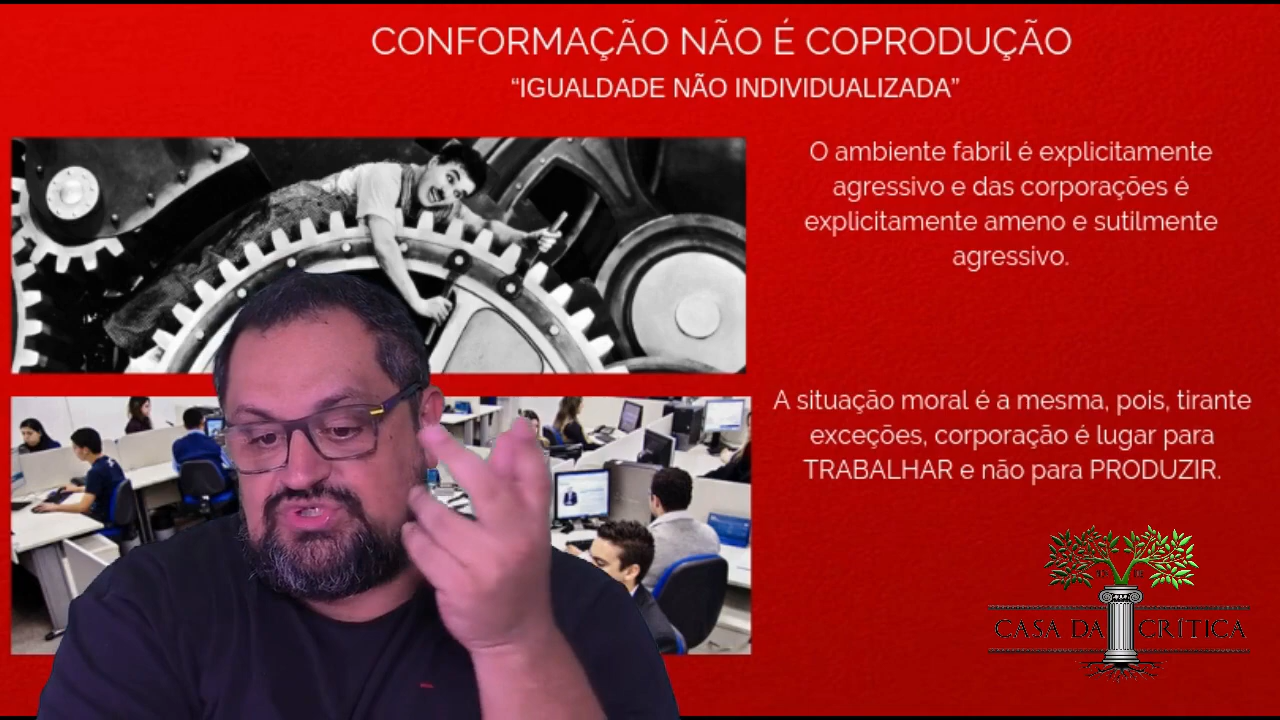 CONFORMAÇÃO NÃO É COPRODUÇÃO
“IGUALDADE NÃO INDIVIDUALIZADA”
O ambiente fabril é explicitamente
agressivo e das corporações é
explicitamente ameno e sutilmente
agressivo.
A situação moral é a mesma, pois, tirante
exceções, corporação é lugar para
TRABALHAR e não para PRODUZIR.
CASA DA CRÍTICA